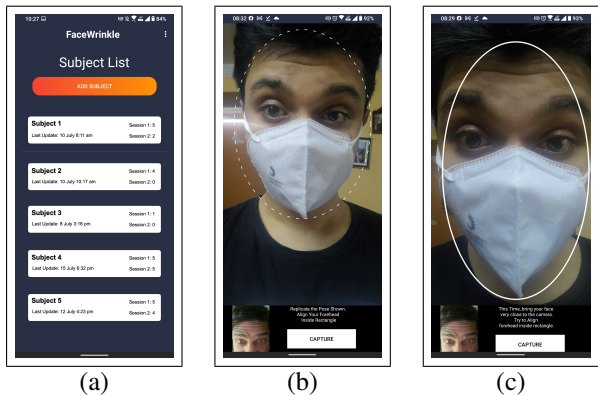 10:27
84%
FaceWrinkle
Subject List
ADD SUBJECT
Subject 1
Session 1: 5
Last Update: 10 July 8:11 am
Session 2: 2
Subject 2
Session 1: 4
Last Update: 10 July 10:17 am
Session 2: 0
Subject 3
Session 1: 1
Last Update: 8 July 3:18 pm
Session 2: 0
Subject 4
Session 1: 5
Last Update: 15 July 8:32 pm
Session 2: 5
Subject 5
Session 1: 5
Last Update: 12 July 4:23 pm
Session 2: 4
(a)
08:32
92%
Replicate the Pose Shown.
Align Your Forehead
Inside Rectangle
CAPTURE
(b)
08:29
93%
This Time, bring your face
very close to the camera.
Try to Align
forehead inside rectangle.
CAPTURE
(c)